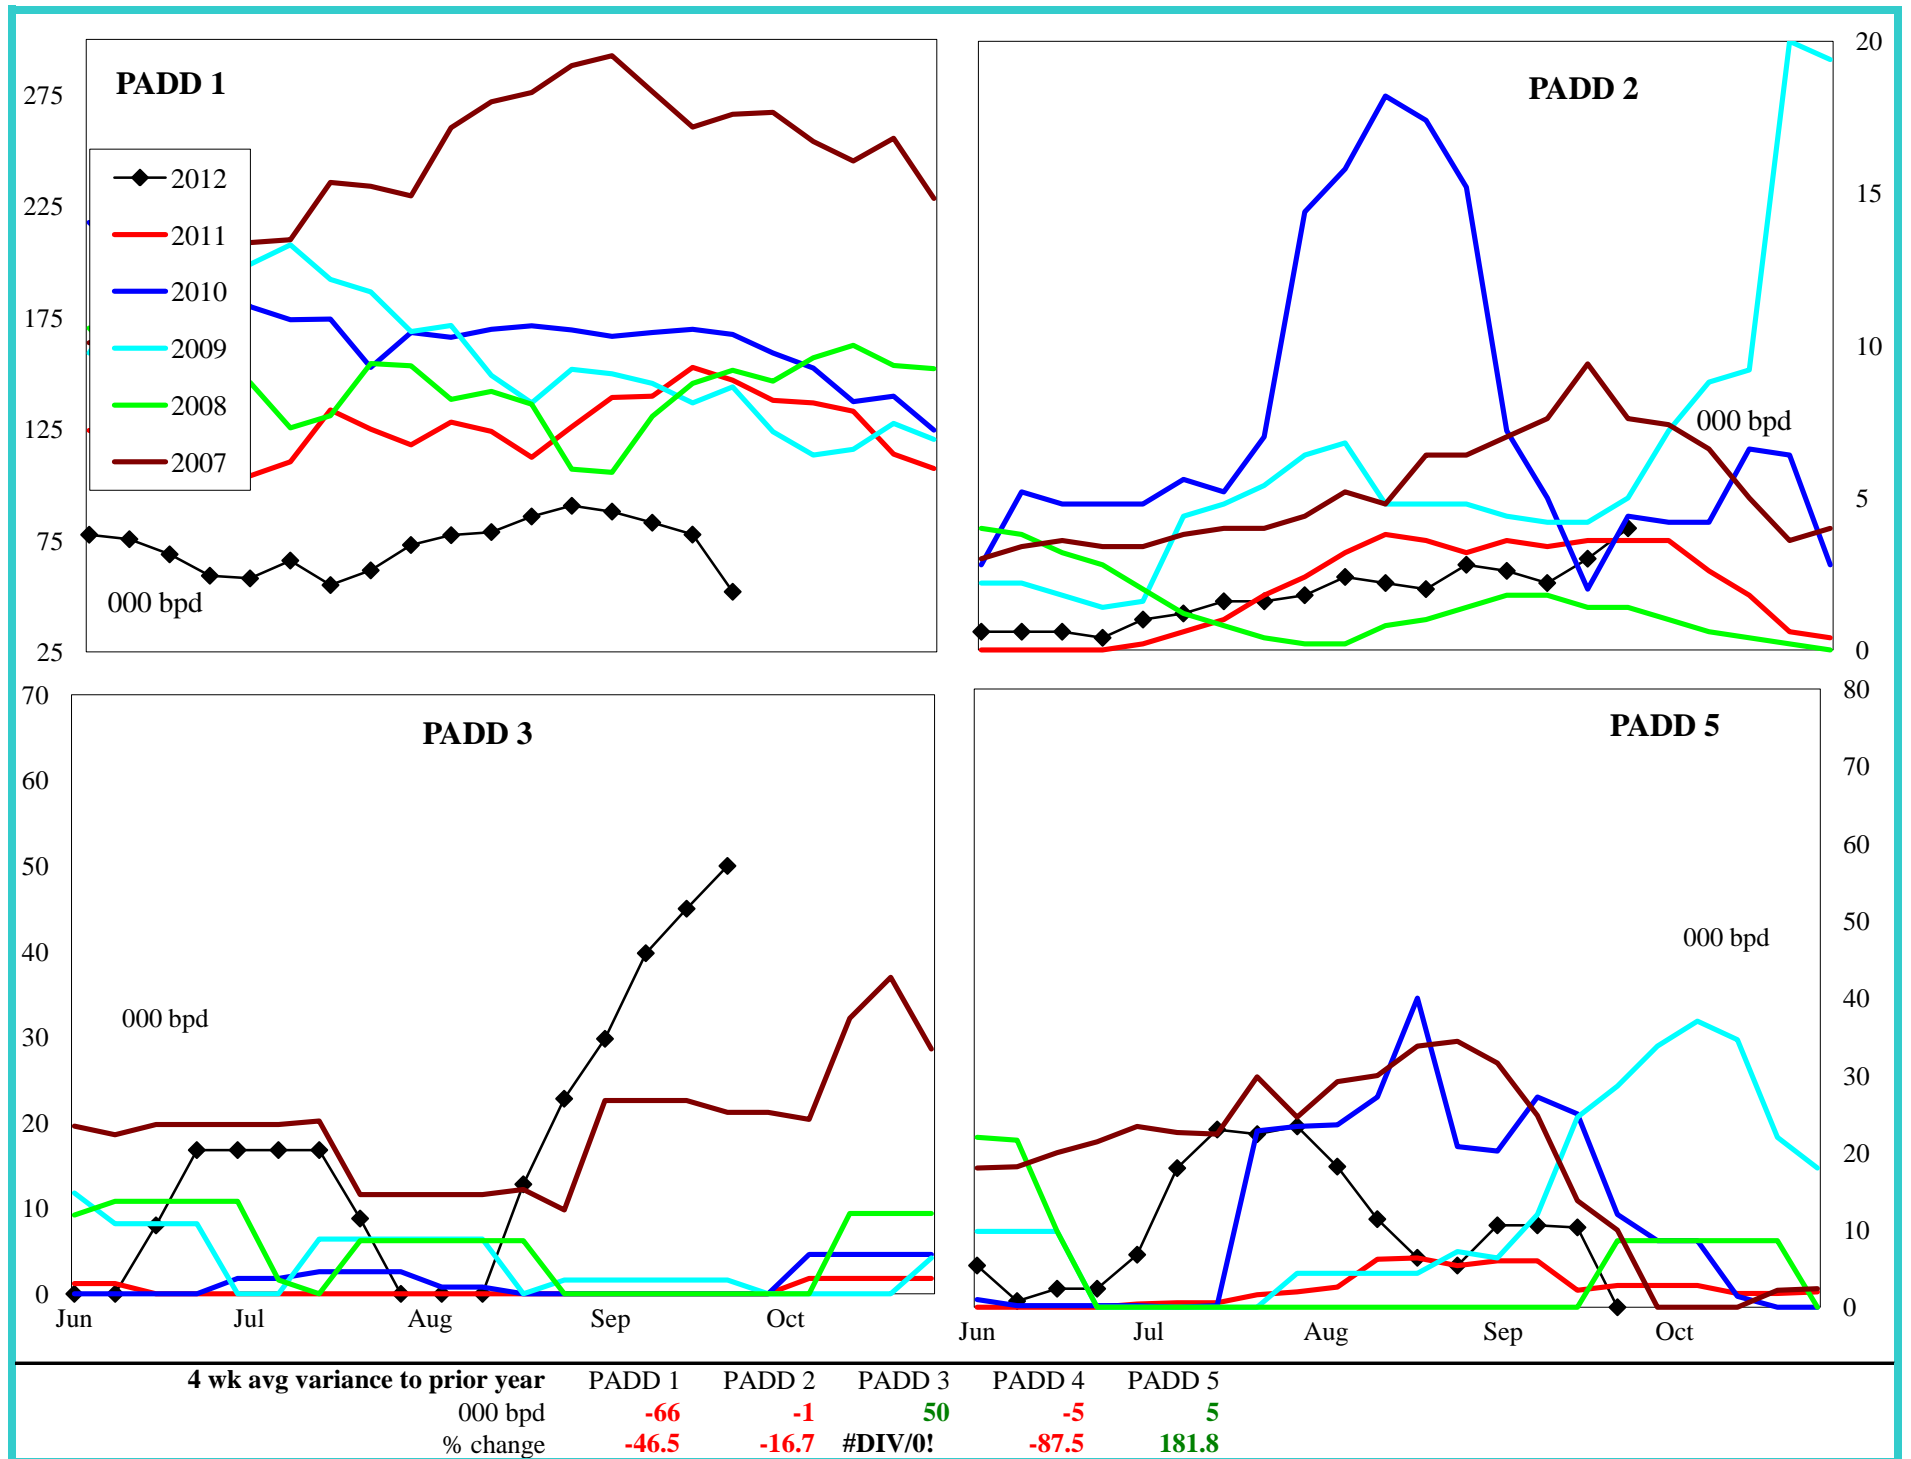 PADD 1
275
225
175
125
75
25
2012
2011
2010
2009
2008
2007
000 bpd
PADD 2
20
15
10
5
0
000 bpd
PADD 3
70
60
50
40
30
20
10
0
000 bpd
Jun Jul Aug Sep Oct
PADD 5
80
70
60
50
40
30
20
10
0
000 bpd
Jun Jul Aug Sep Oct
4 wk avg variance to prior year PADD 1 PADD 2 PADD 3 PADD 4 PADD 5
000 bpd -66 -1 50 -5 5
% change -46.5 -16.7 #DIV/0! -87.5 181.8